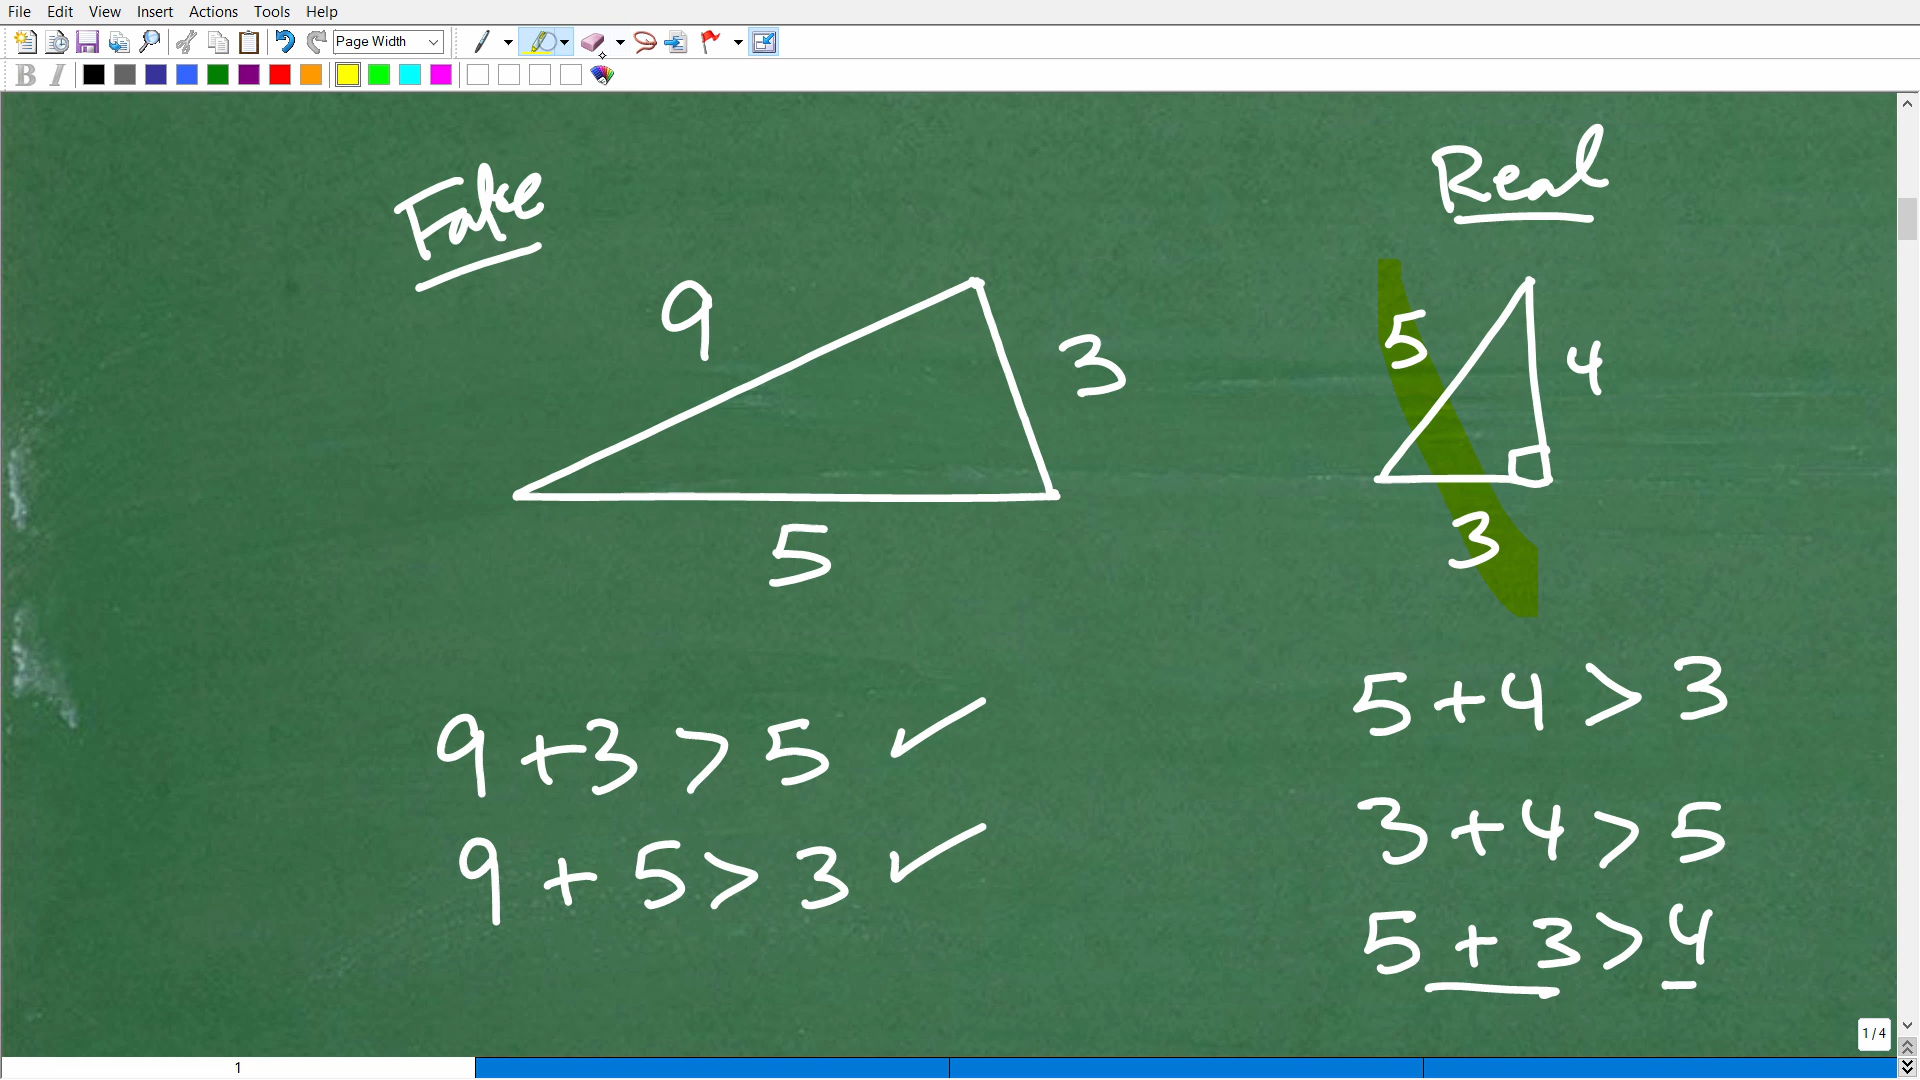 File Edit View Insert Actions Tools Help
Page Width
B I
Fake
Real
9
3
5
5
4
3
9 + 3 > 5 ✓
9 + 5 > 3 ✓
5 + 4 > 3
3 + 4 > 5
5 + 3 > 4
1 / 4
1